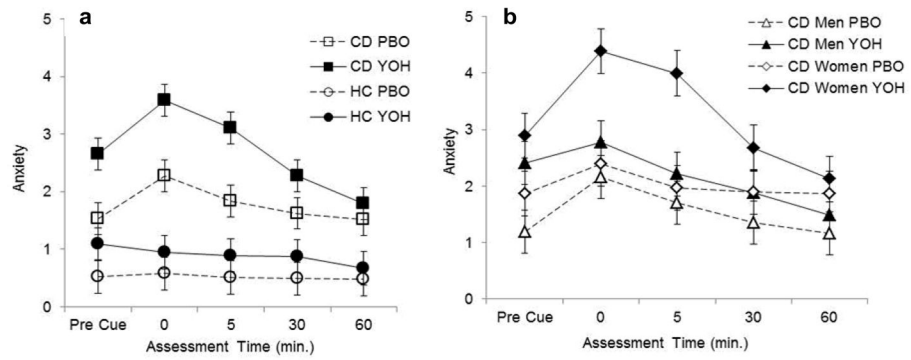 a
5
4
3
2
1
0
Anxiety
CD PBO
CD YOH
HC PBO
HC YOH
Pre Cue 0 5 30 60
Assessment Time (min.)
b
5
4
3
2
1
0
Anxiety
CD Men PBO
CD Men YOH
CD Women PBO
CD Women YOH
Pre Cue 0 5 30 60
Assessment Time (min.)